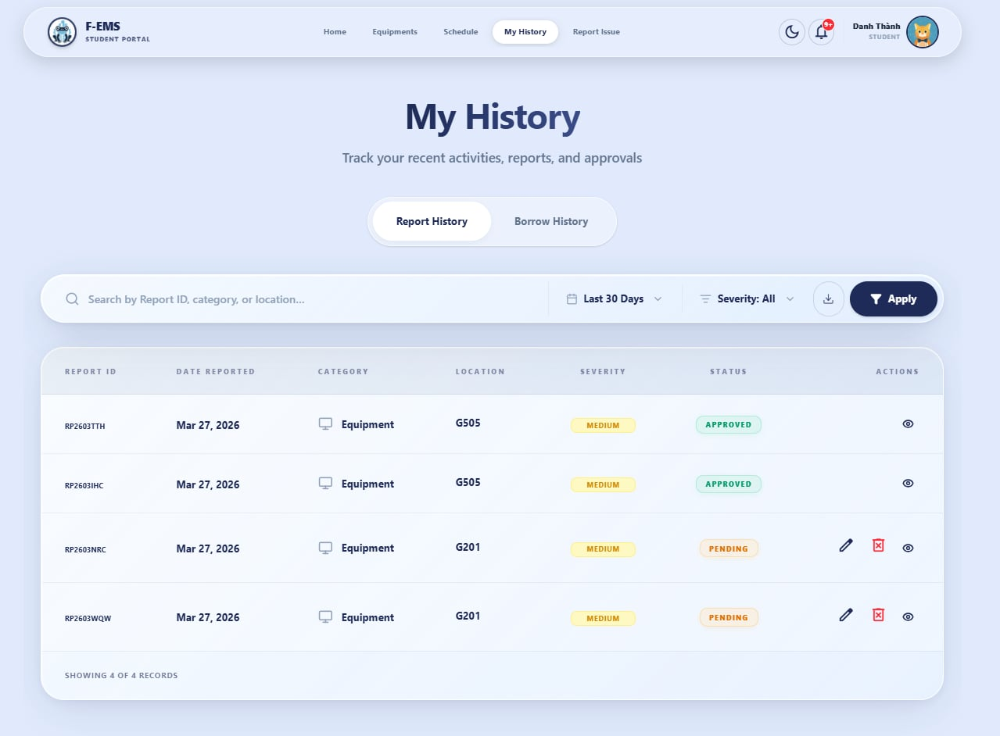 F-EMS
STUDENT PORTAL
Home Equipments Schedule My History Report Issue
9+
Danh Thành
STUDENT
My History
Track your recent activities, reports, and approvals
Report History Borrow History
Search by Report ID, category, or location... Last 30 Days Severity: All Apply
REPORT ID DATE REPORTED CATEGORY LOCATION SEVERITY STATUS ACTIONS
RP2603TTH Mar 27, 2026 Equipment G505 MEDIUM APPROVED
RP2603IHC Mar 27, 2026 Equipment G505 MEDIUM APPROVED
RP2603NRC Mar 27, 2026 Equipment G201 MEDIUM PENDING
RP2603WQW Mar 27, 2026 Equipment G201 MEDIUM PENDING
SHOWING 4 OF 4 RECORDS